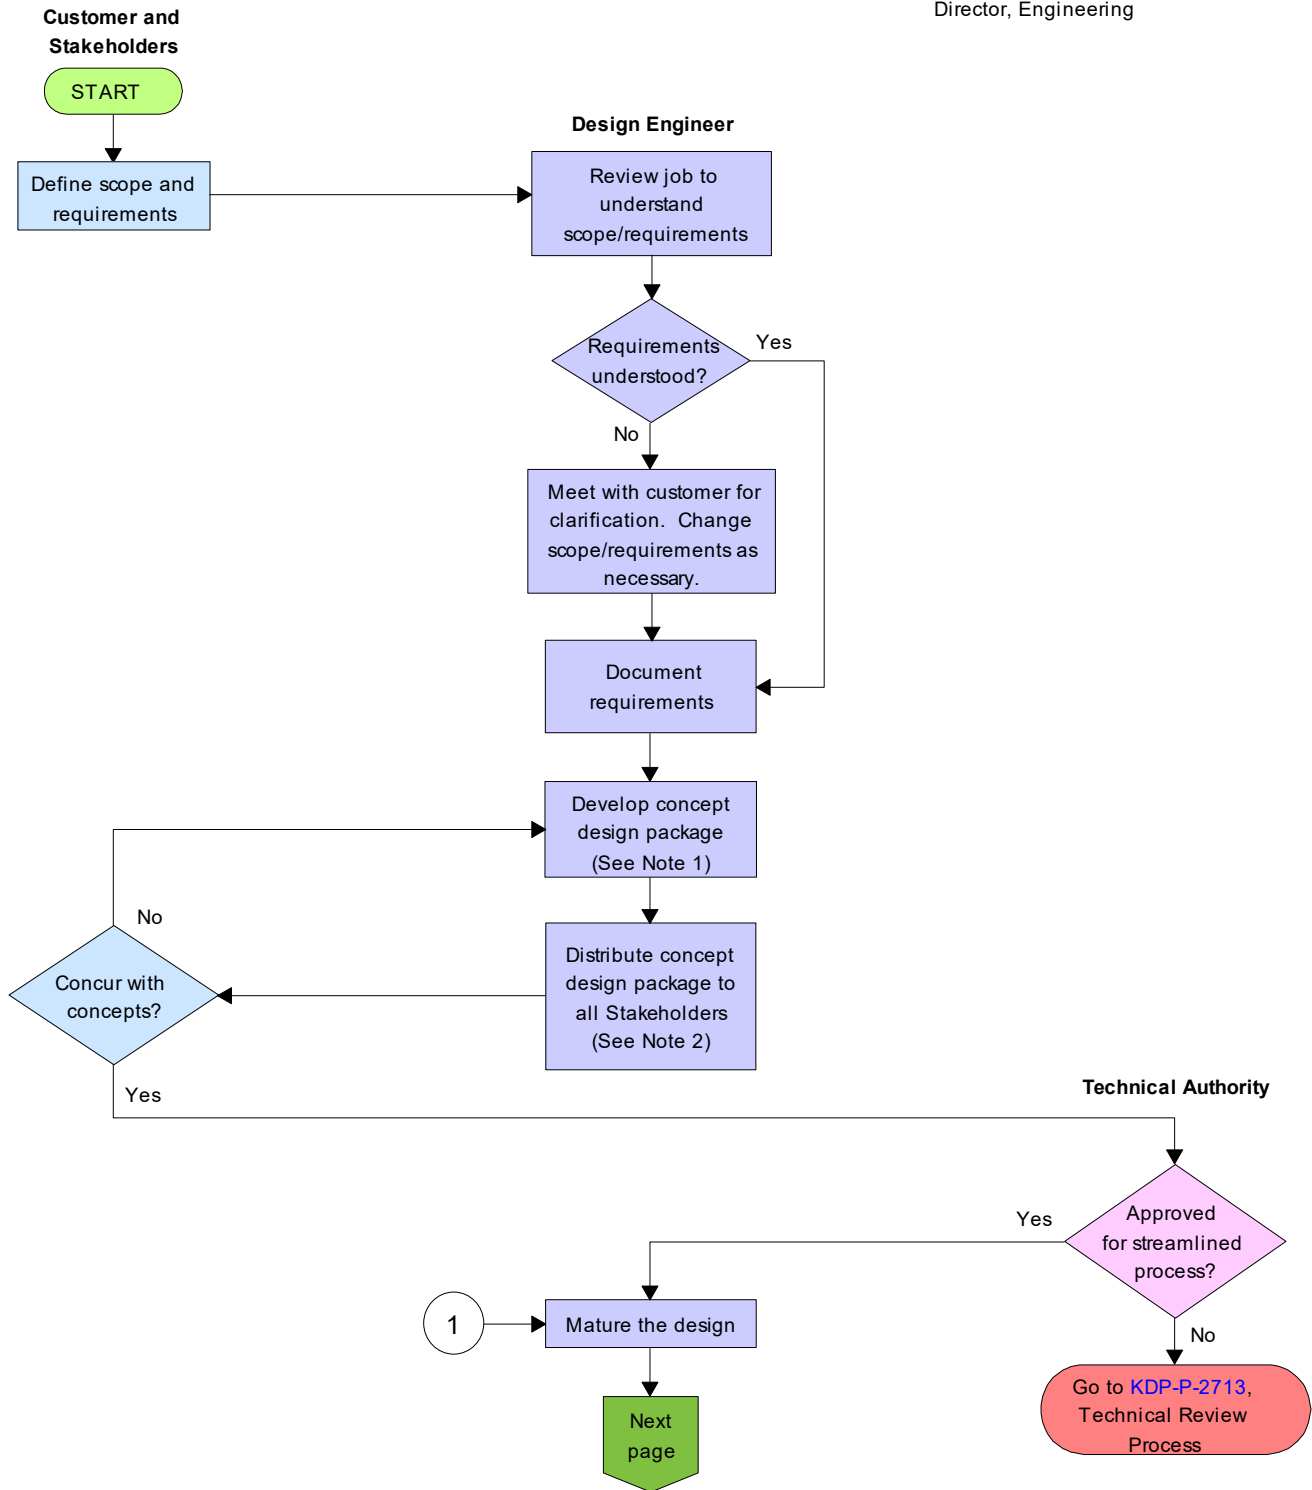 Director, Engineering
Customer and
Stakeholders
START
Design Engineer
Define scope and
requirements
Review job to
understand
scope/requirements
Requirements
understood?
Yes
No
Meet with customer for
clarification. Change
scope/requirements as
necessary.
Document
requirements
Develop concept
design package
(See Note 1)
No
Concur with
concepts?
Distribute concept
design package to
all Stakeholders
(See Note 2)
Yes
Technical Authority
Approved
for streamlined
process?
Yes
No
1
Mature the design
Next
page
Go to KDP-P-2713,
Technical Review
Process